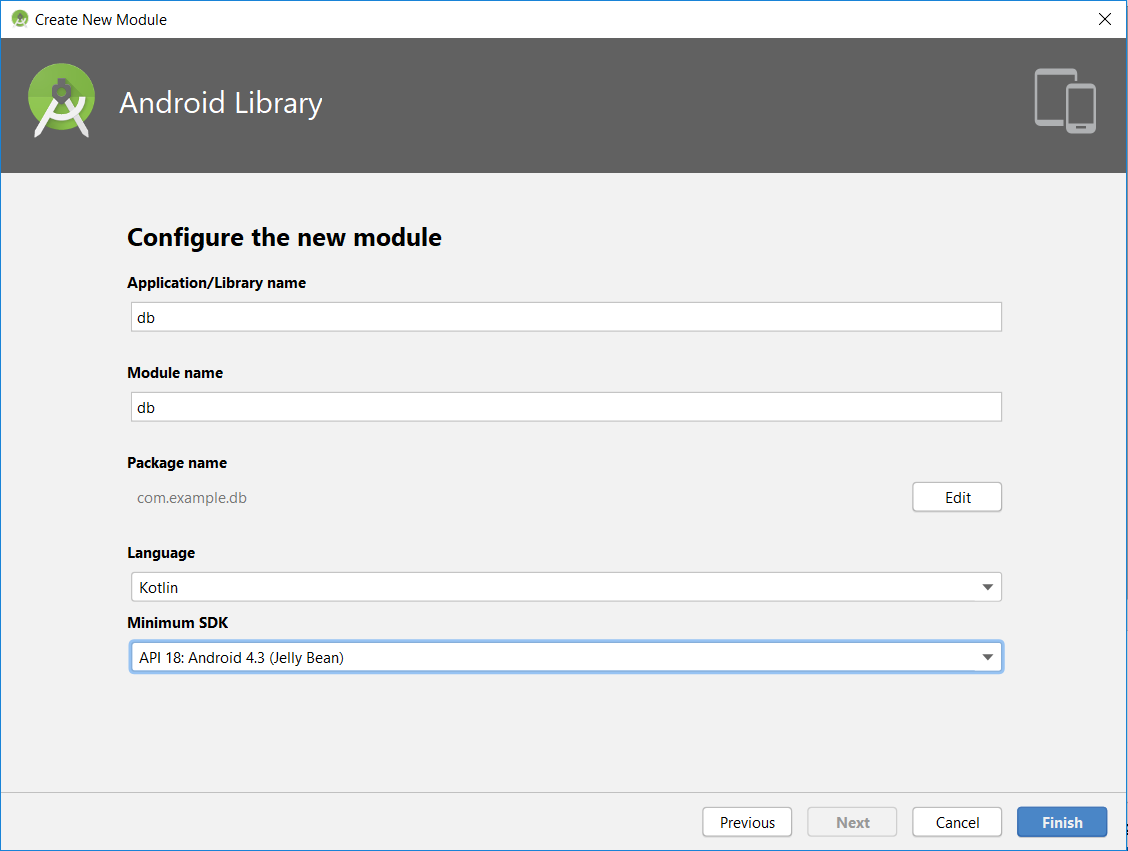 Create New Module
Android Library
Configure the new module
Application/Library name
db
Module name
db
Package name
com.example.db
Edit
Language
Kotlin
Minimum SDK
API 18: Android 4.3 (Jelly Bean)
Previous
Next
Cancel
Finish